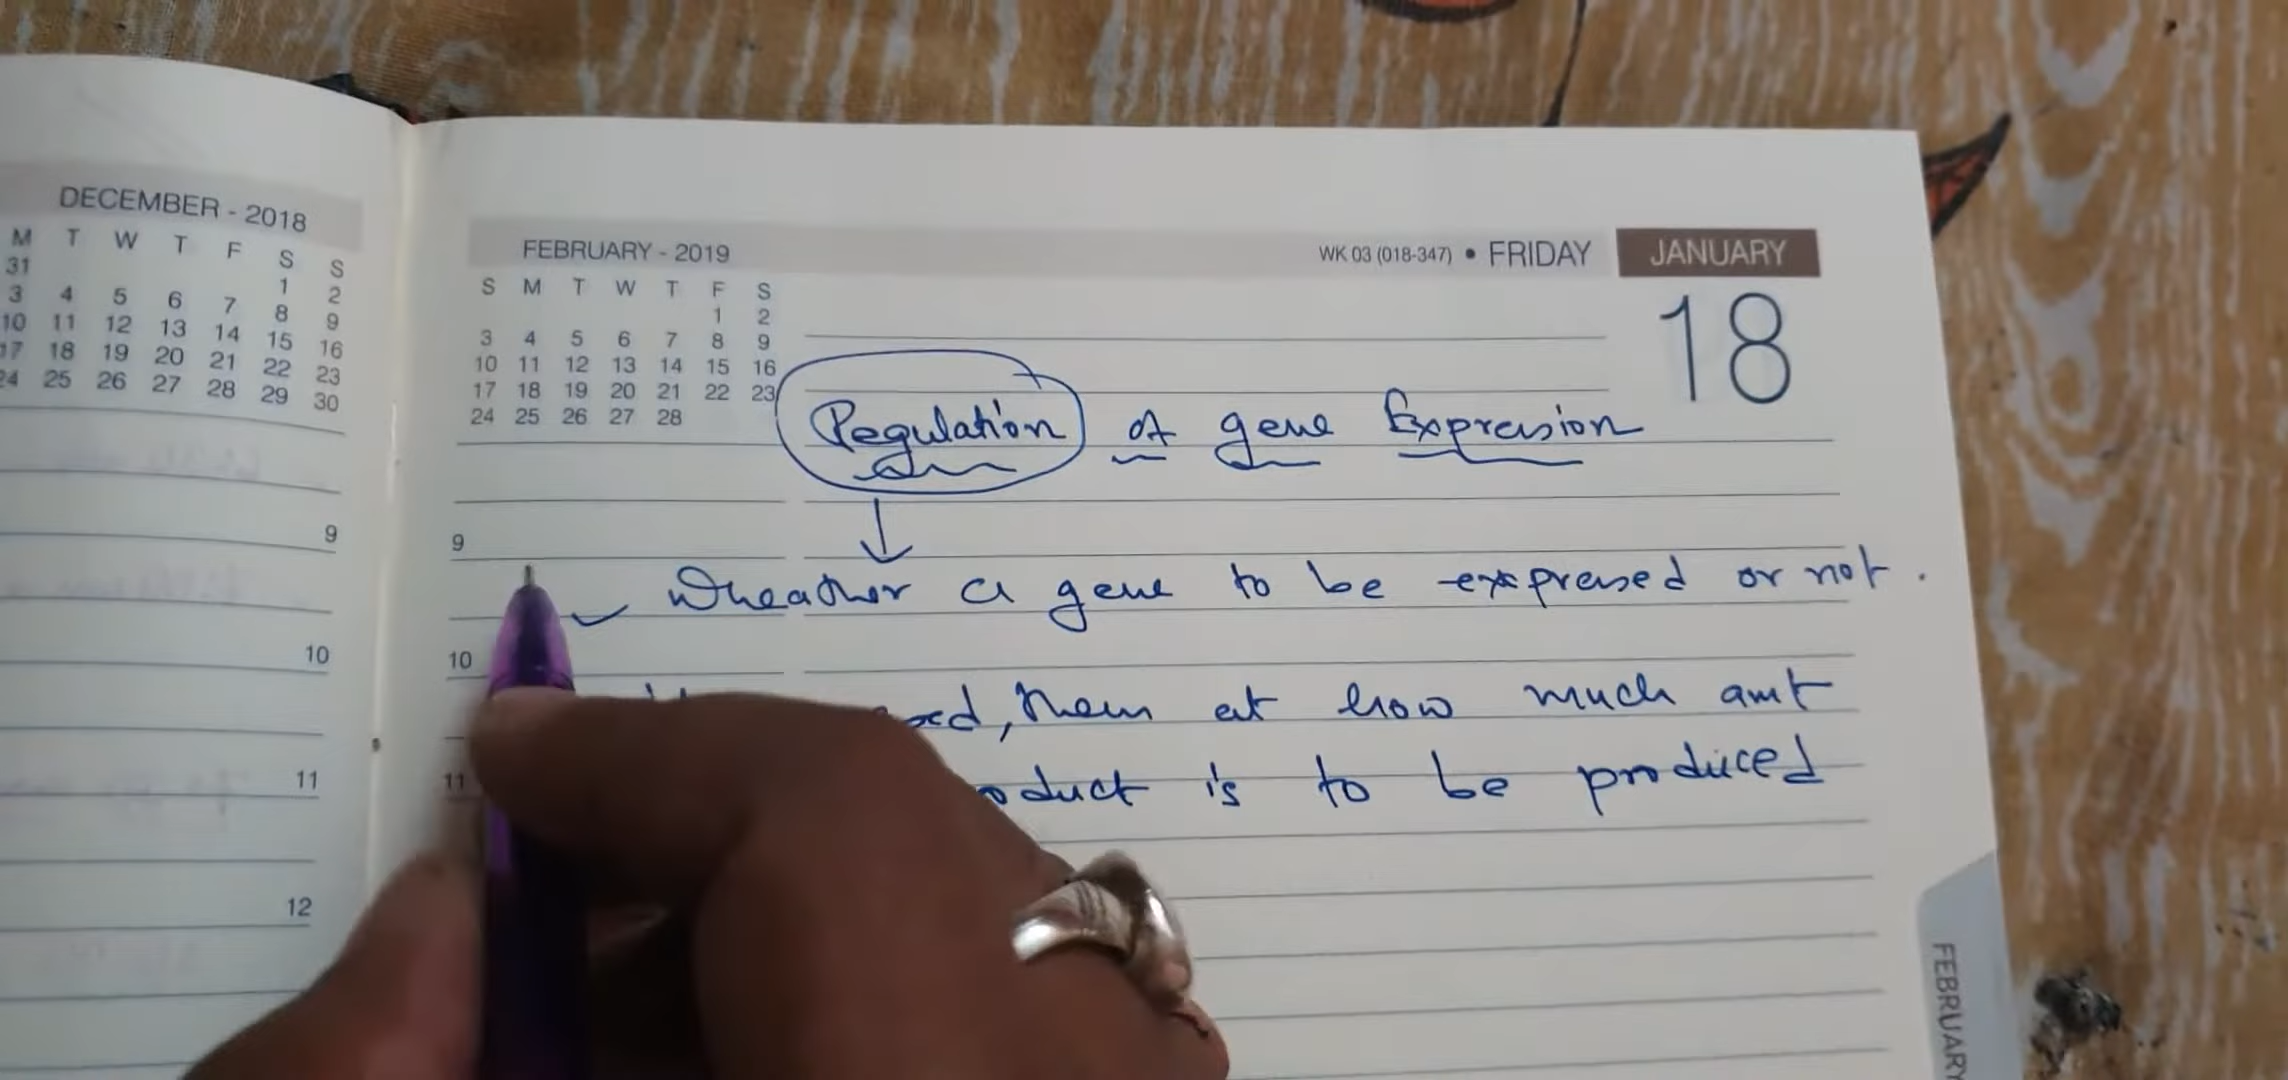 DECEMBER - 2018
M T W T F S S
31 1 2
3 4 5 6 7 8 9
10 11 12 13 14 15 16
17 18 19 20 21 22 23
24 25 26 27 28 29 30
9
10
11
12
FEBRUARY - 2019
S M T W T F S
1 2
3 4 5 6 7 8 9
10 11 12 13 14 15 16
17 18 19 20 21 22 23
24 25 26 27 28
WK 03 (018-347) • FRIDAY
JANUARY
18
Regulation of gene Expression
9
Wheather a gene to be expressed or not.
10
, them at how much amt
11
oduct is to be produced
FEBRUARY